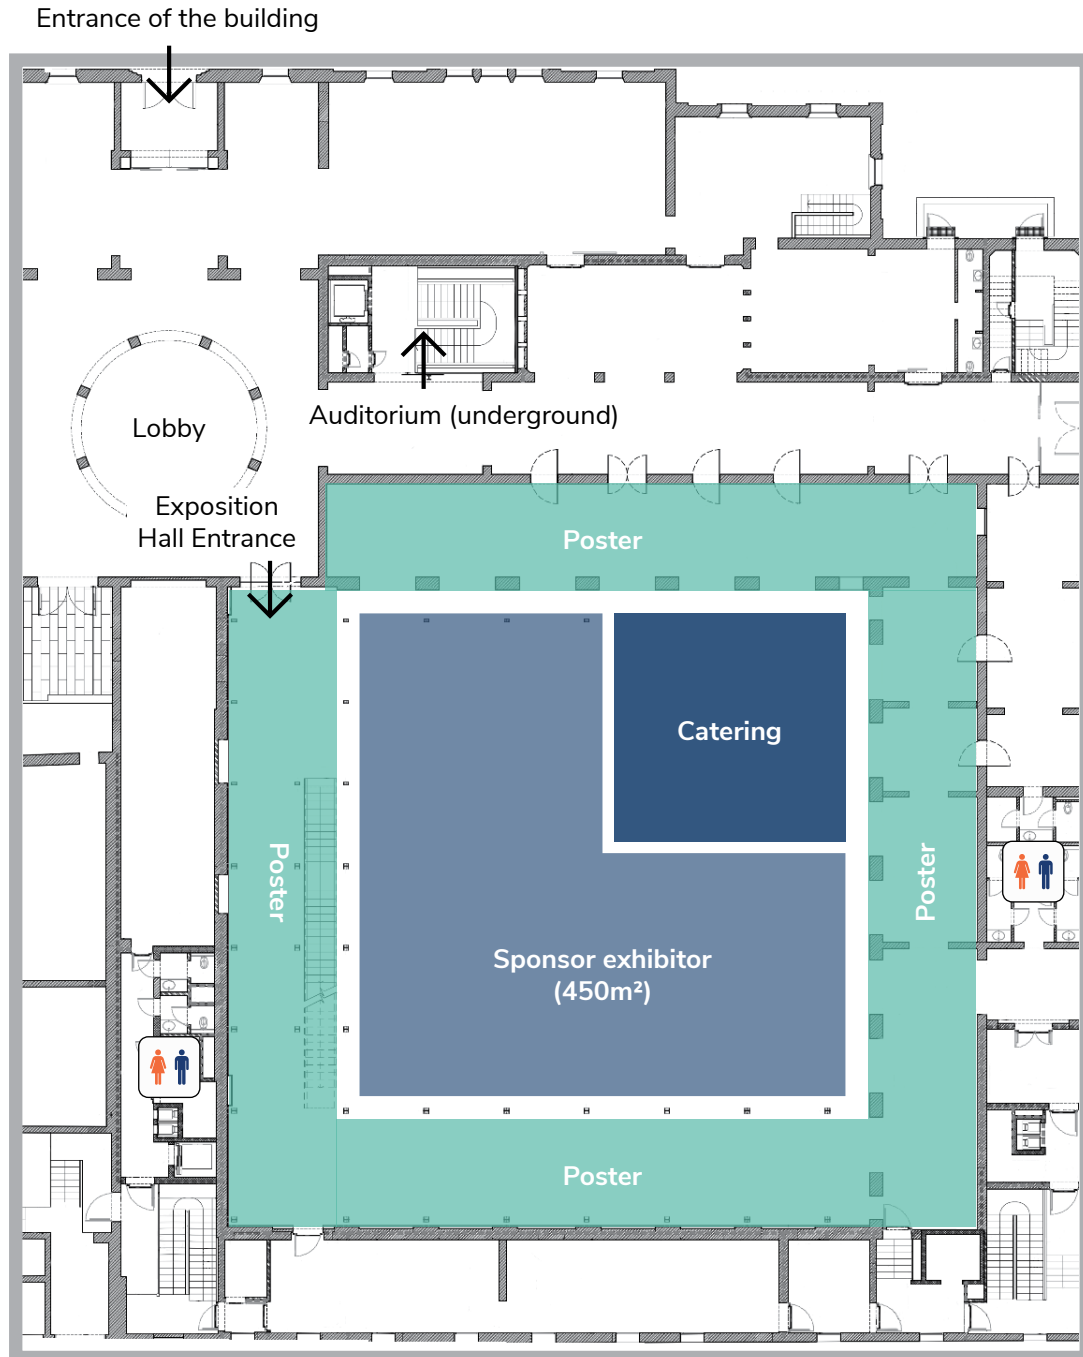 Entrance of the building
Lobby
Auditorium (underground)
Exposition
Hall Entrance
Poster
Catering
Poster
Poster
Sponsor exhibitor
(450m²)
Poster